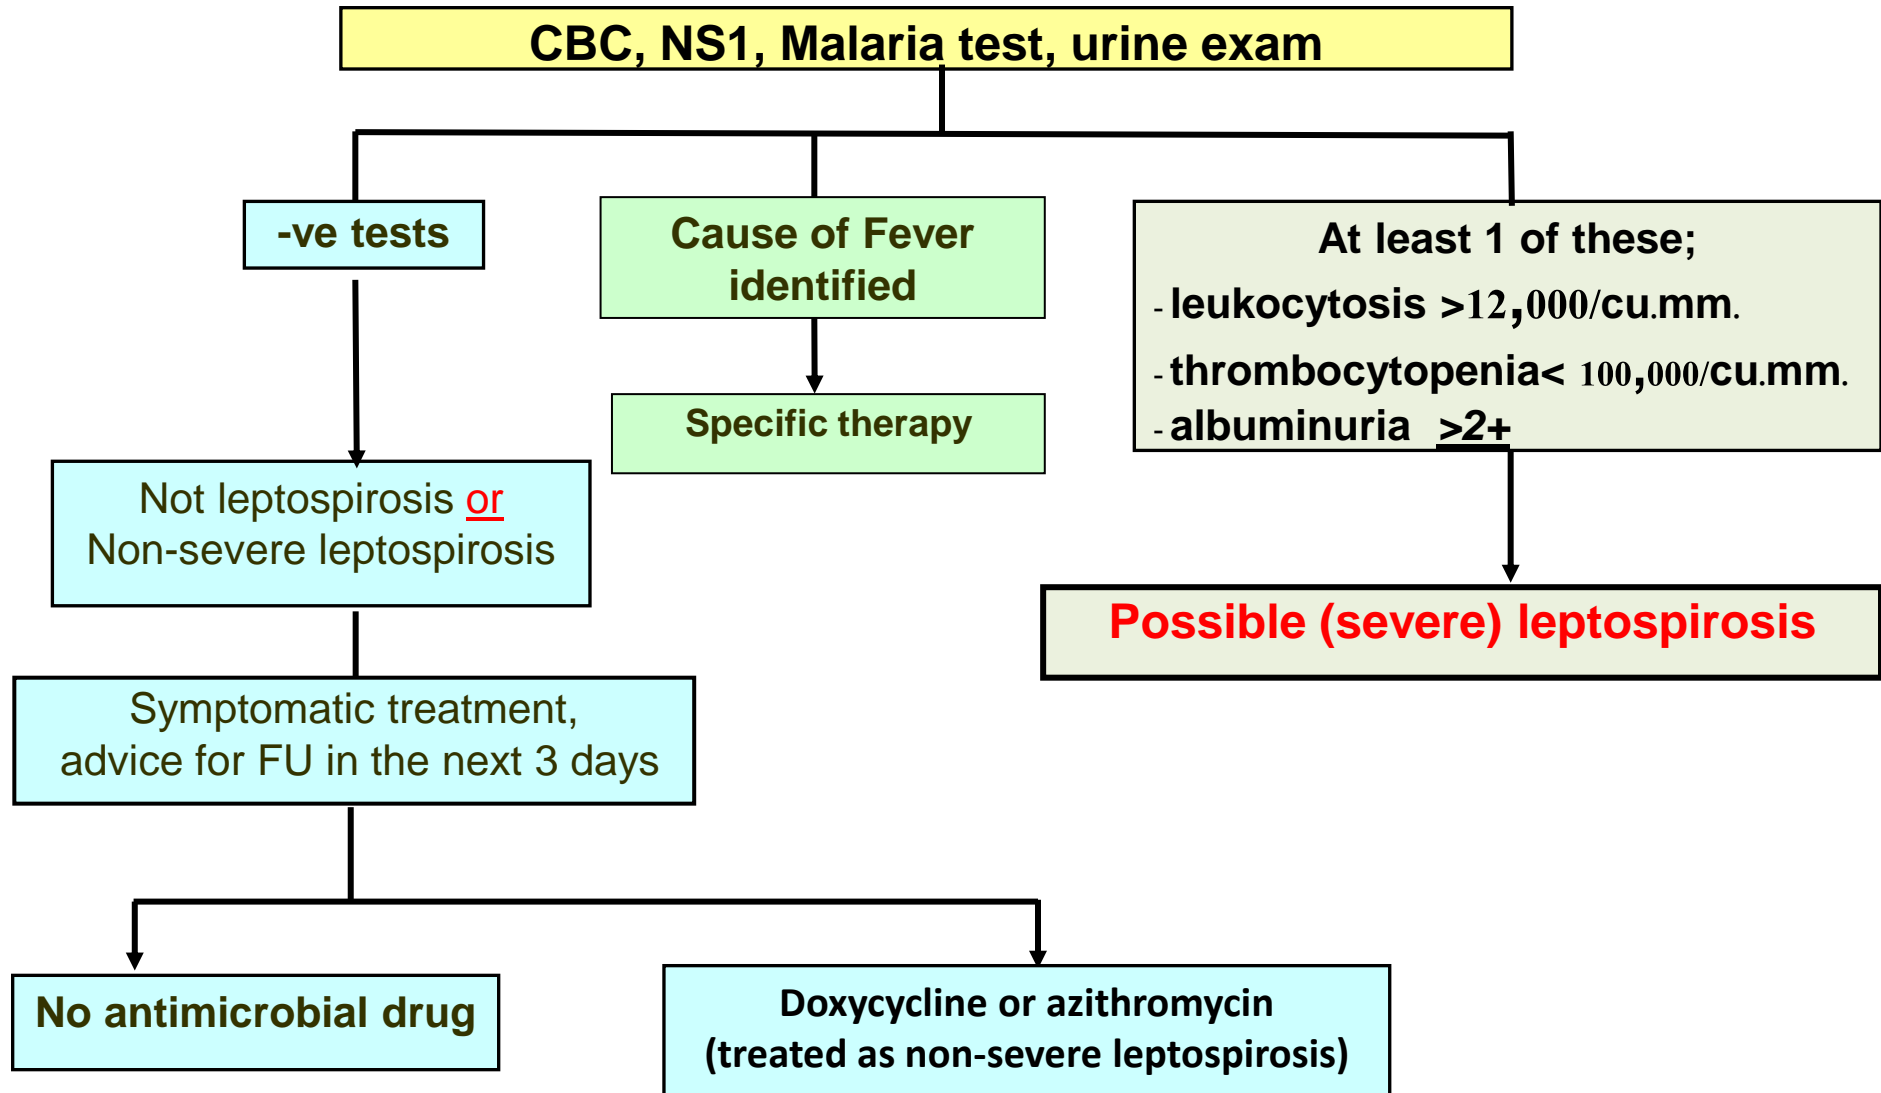 CBC, NS1, Malaria test, urine exam
-ve tests
Cause of Fever
identified
Specific therapy
At least 1 of these;
- leukocytosis >12,000/cu.mm.
- thrombocytopenia< 100,000/cu.mm.
- albuminuria >2+
Not leptospirosis or
Non-severe leptospirosis
Possible (severe) leptospirosis
Symptomatic treatment,
advice for FU in the next 3 days
No antimicrobial drug
Doxycycline or azithromycin
(treated as non-severe leptospirosis)